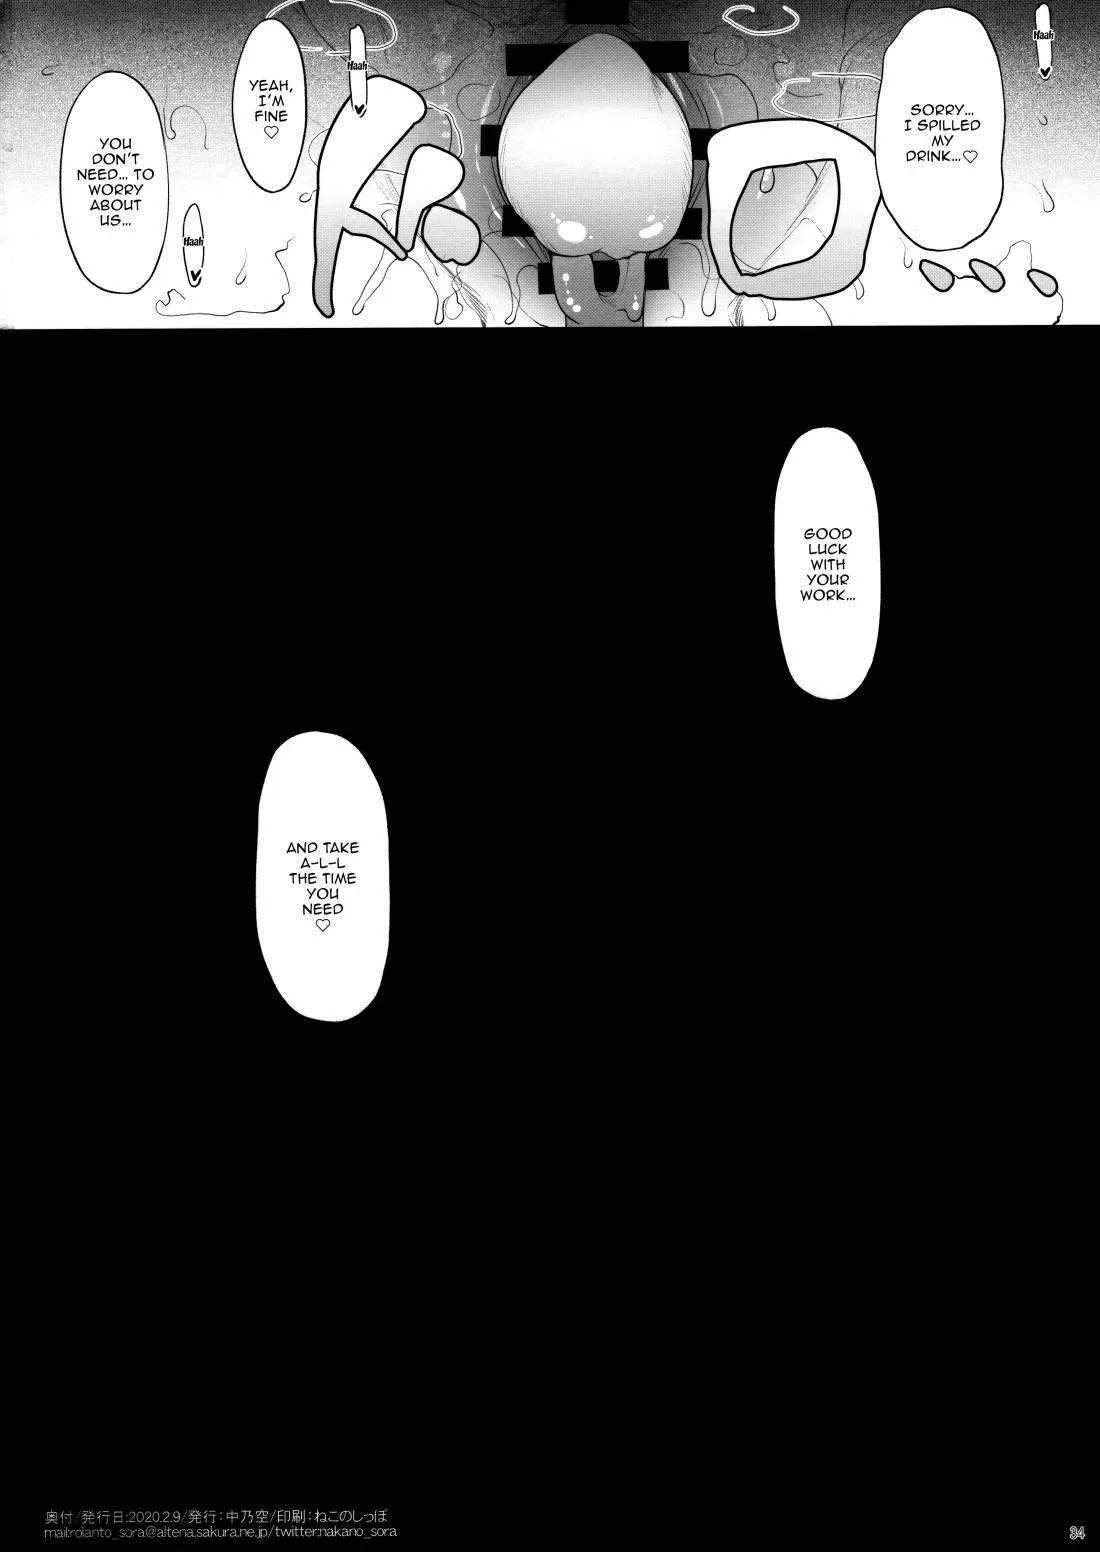 Haah
SORRY...
I SPILLED
MY
DRINK...♡
ドロ
Haah
YEAH,
I'M
FINE
♡
YOU
DON'T
NEED... TO
WORRY
ABOUT
US...
Haah
GOOD
LUCK
WITH
YOUR
WORK...
AND TAKE
A-L-L
THE TIME
YOU
NEED
♡
奥付/発行日:2020.2.9/発行:中乃空/印刷:ねこのしっぽ
mail:rolanto_sora@altena.sakura.ne.jp/twitter:nakano_sora
34